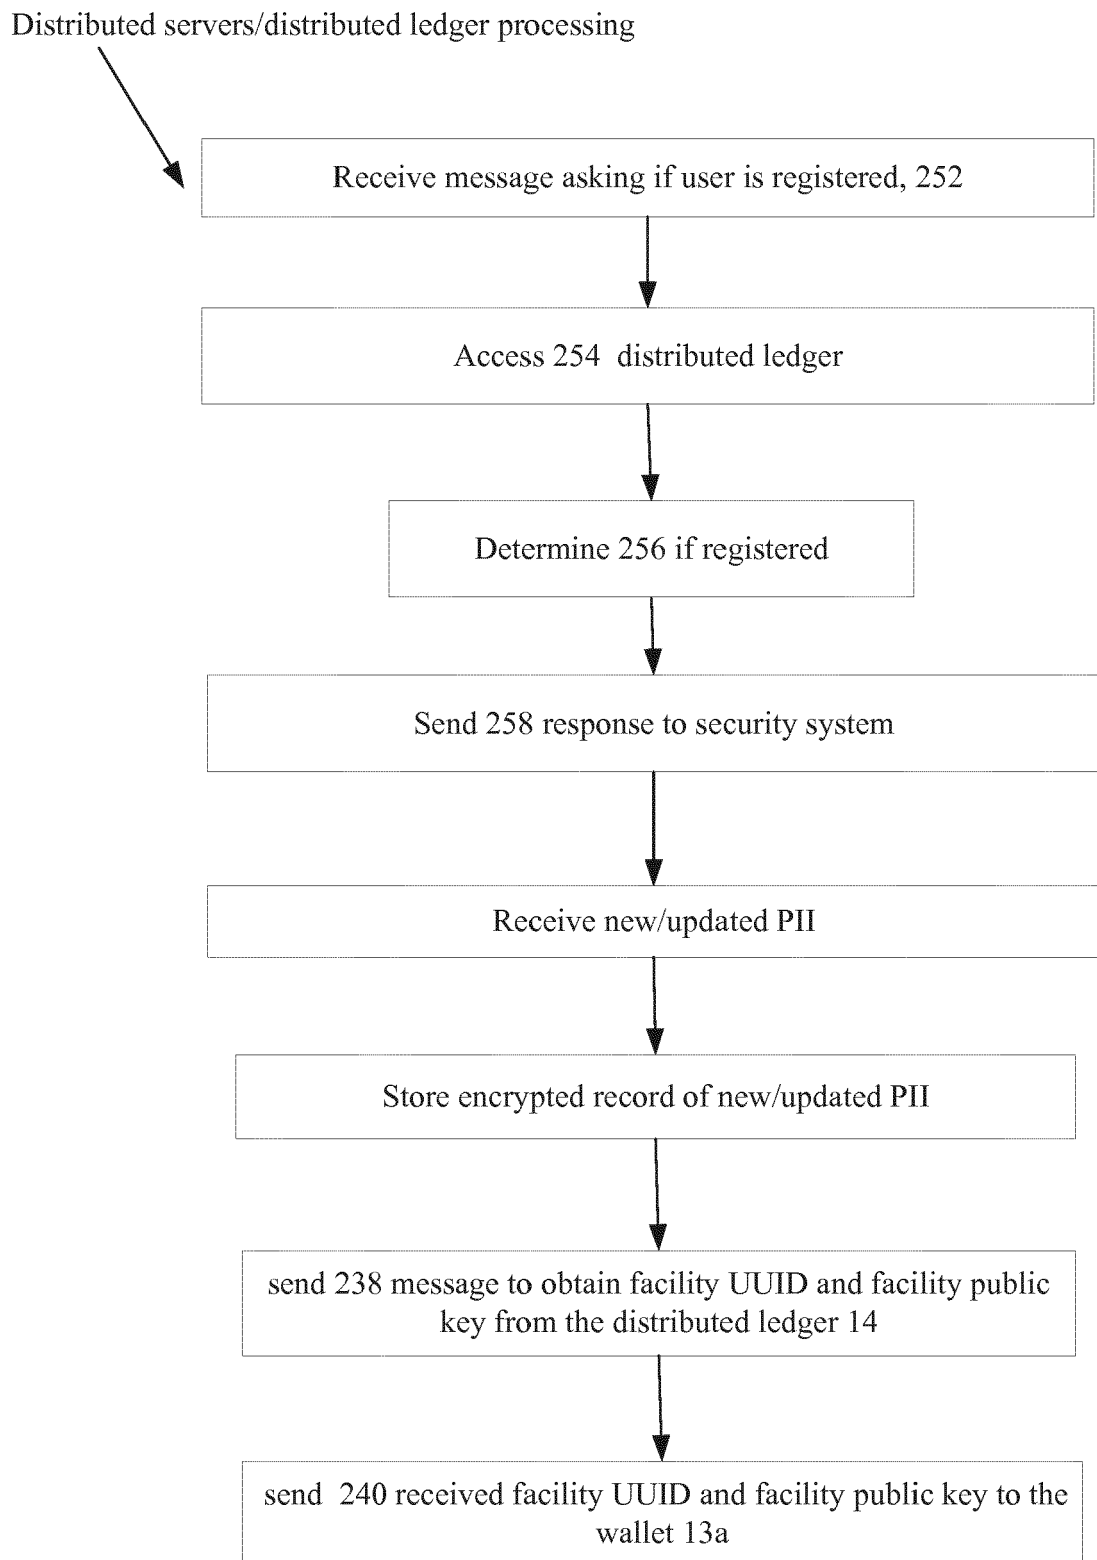 Distributed servers/distributed ledger processing
Receive message asking if user is registered, 252
Access 254 distributed ledger
Determine 256 if registered
Send 258 response to security system
Receive new/updated PII
Store encrypted record of new/updated PII
send 238 message to obtain facility UUID and facility public
key from the distributed ledger 14
send 240 received facility UUID and facility public key to the
wallet 13a